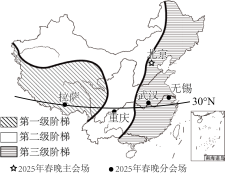 北京
拉萨
武汉
无锡
重庆
30°N
第一级阶梯
第二级阶梯
第三级阶梯
南海诸岛
2025年春晚主会场
2025年春晚分会场